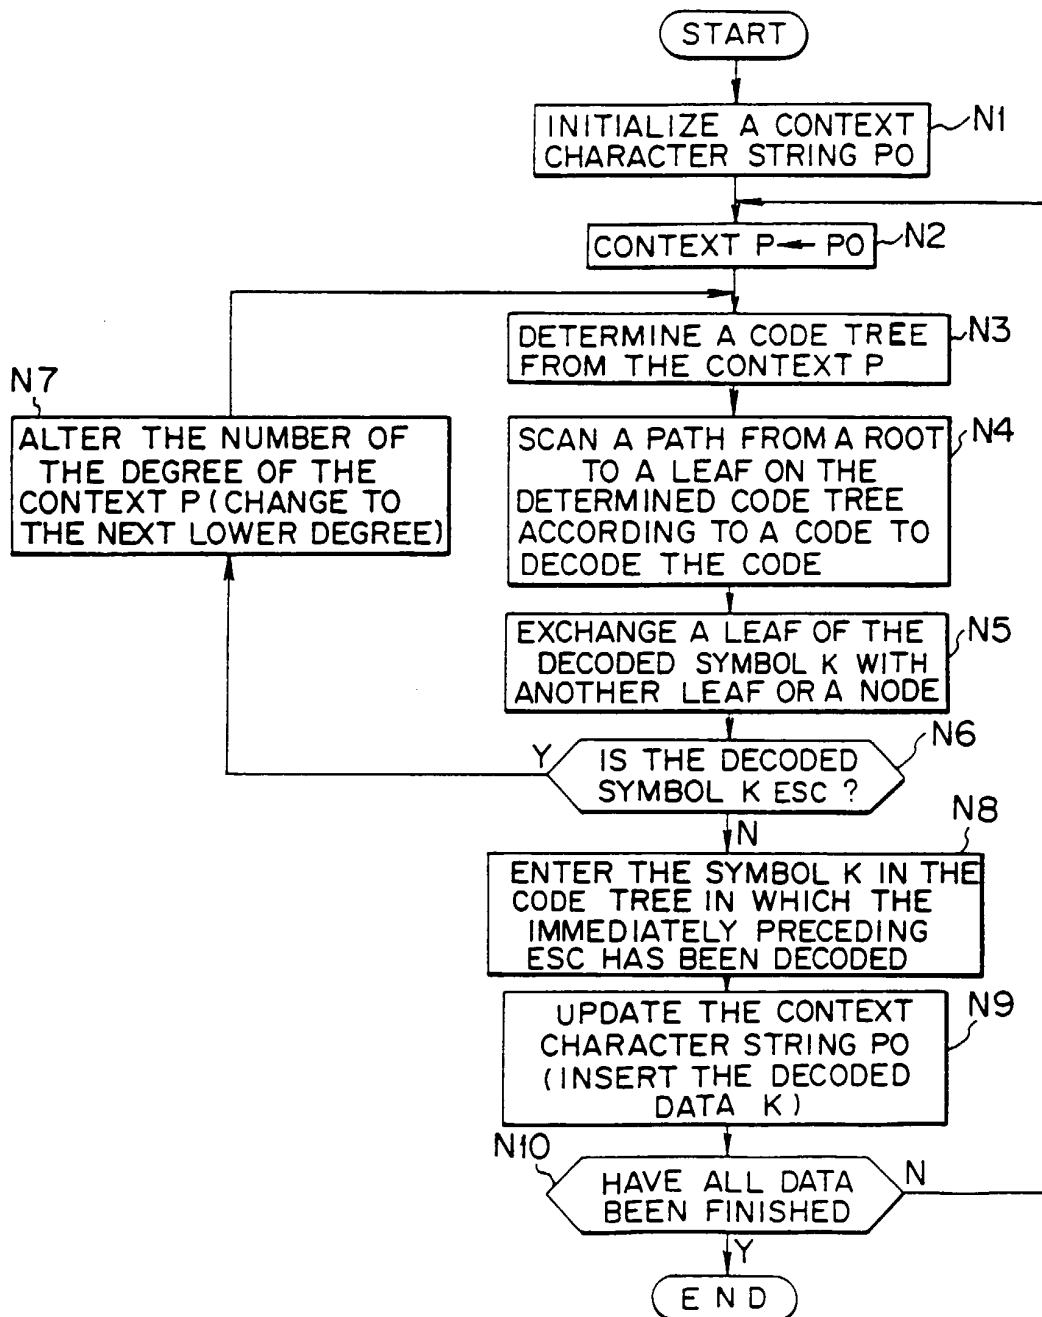 START
INITIALIZE A CONTEXT
CHARACTER STRING PO
N1
CONTEXT P← PO
N2
DETERMINE A CODE TREE
FROM THE CONTEXT P
N3
N7
ALTER THE NUMBER OF
THE DEGREE OF THE
CONTEXT P (CHANGE TO
THE NEXT LOWER DEGREE)
SCAN A PATH FROM A ROOT
TO A LEAF ON THE
DETERMINED CODE TREE
ACCORDING TO A CODE TO
DECODE THE CODE
N4
EXCHANGE A LEAF OF THE
DECODED SYMBOL K WITH
ANOTHER LEAF OR A NODE
N5
Y
IS THE DECODED
SYMBOL K ESC ?
N6
N
N8
ENTER THE SYMBOL K IN THE
CODE TREE IN WHICH THE
IMMEDIATELY PRECEDING
ESC HAS BEEN DECODED
UPDATE THE CONTEXT
CHARACTER STRING PO
(INSERT THE DECODED
DATA K)
N9
N10
HAVE ALL DATA
BEEN FINISHED
N
Y
END